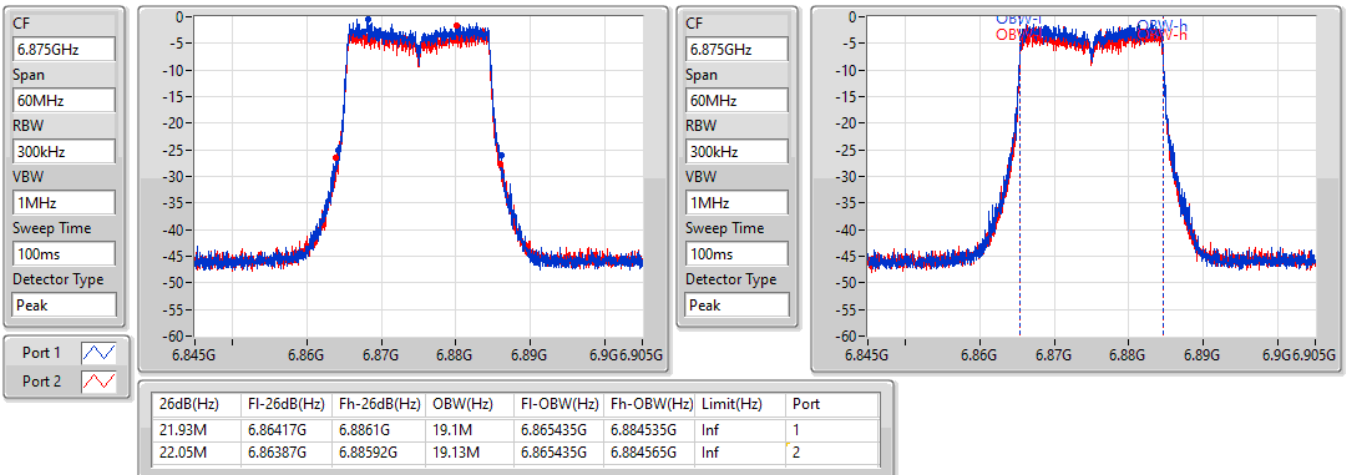 CF
6.875GHz
Span
60MHz
RBW
300kHz
VBW
1MHz
Sweep Time
100ms
Detector Type
Peak
Port 1
Port 2
0
-5
-10
-15
-20
-25
-30
-35
-40
-45
-50
-55
-60
6.845G 6.86G 6.87G 6.88G 6.89G 6.9G 6.905G
CF
6.875GHz
Span
60MHz
RBW
300kHz
VBW
1MHz
Sweep Time
100ms
Detector Type
Peak
0
-5
-10
-15
-20
-25
-30
-35
-40
-45
-50
-55
-60
OBW-h
OBW-h
6.845G 6.86G 6.87G 6.88G 6.89G 6.9G 6.905G
26dB(Hz) Fl-26dB(Hz) Fh-26dB(Hz) OBW(Hz) Fl-OBW(Hz) Fh-OBW(Hz) Limit(Hz) Port
21.93M 6.86417G 6.8861G 19.1M 6.865435G 6.884535G Inf 1
22.05M 6.86387G 6.88592G 19.13M 6.865435G 6.884565G Inf 2